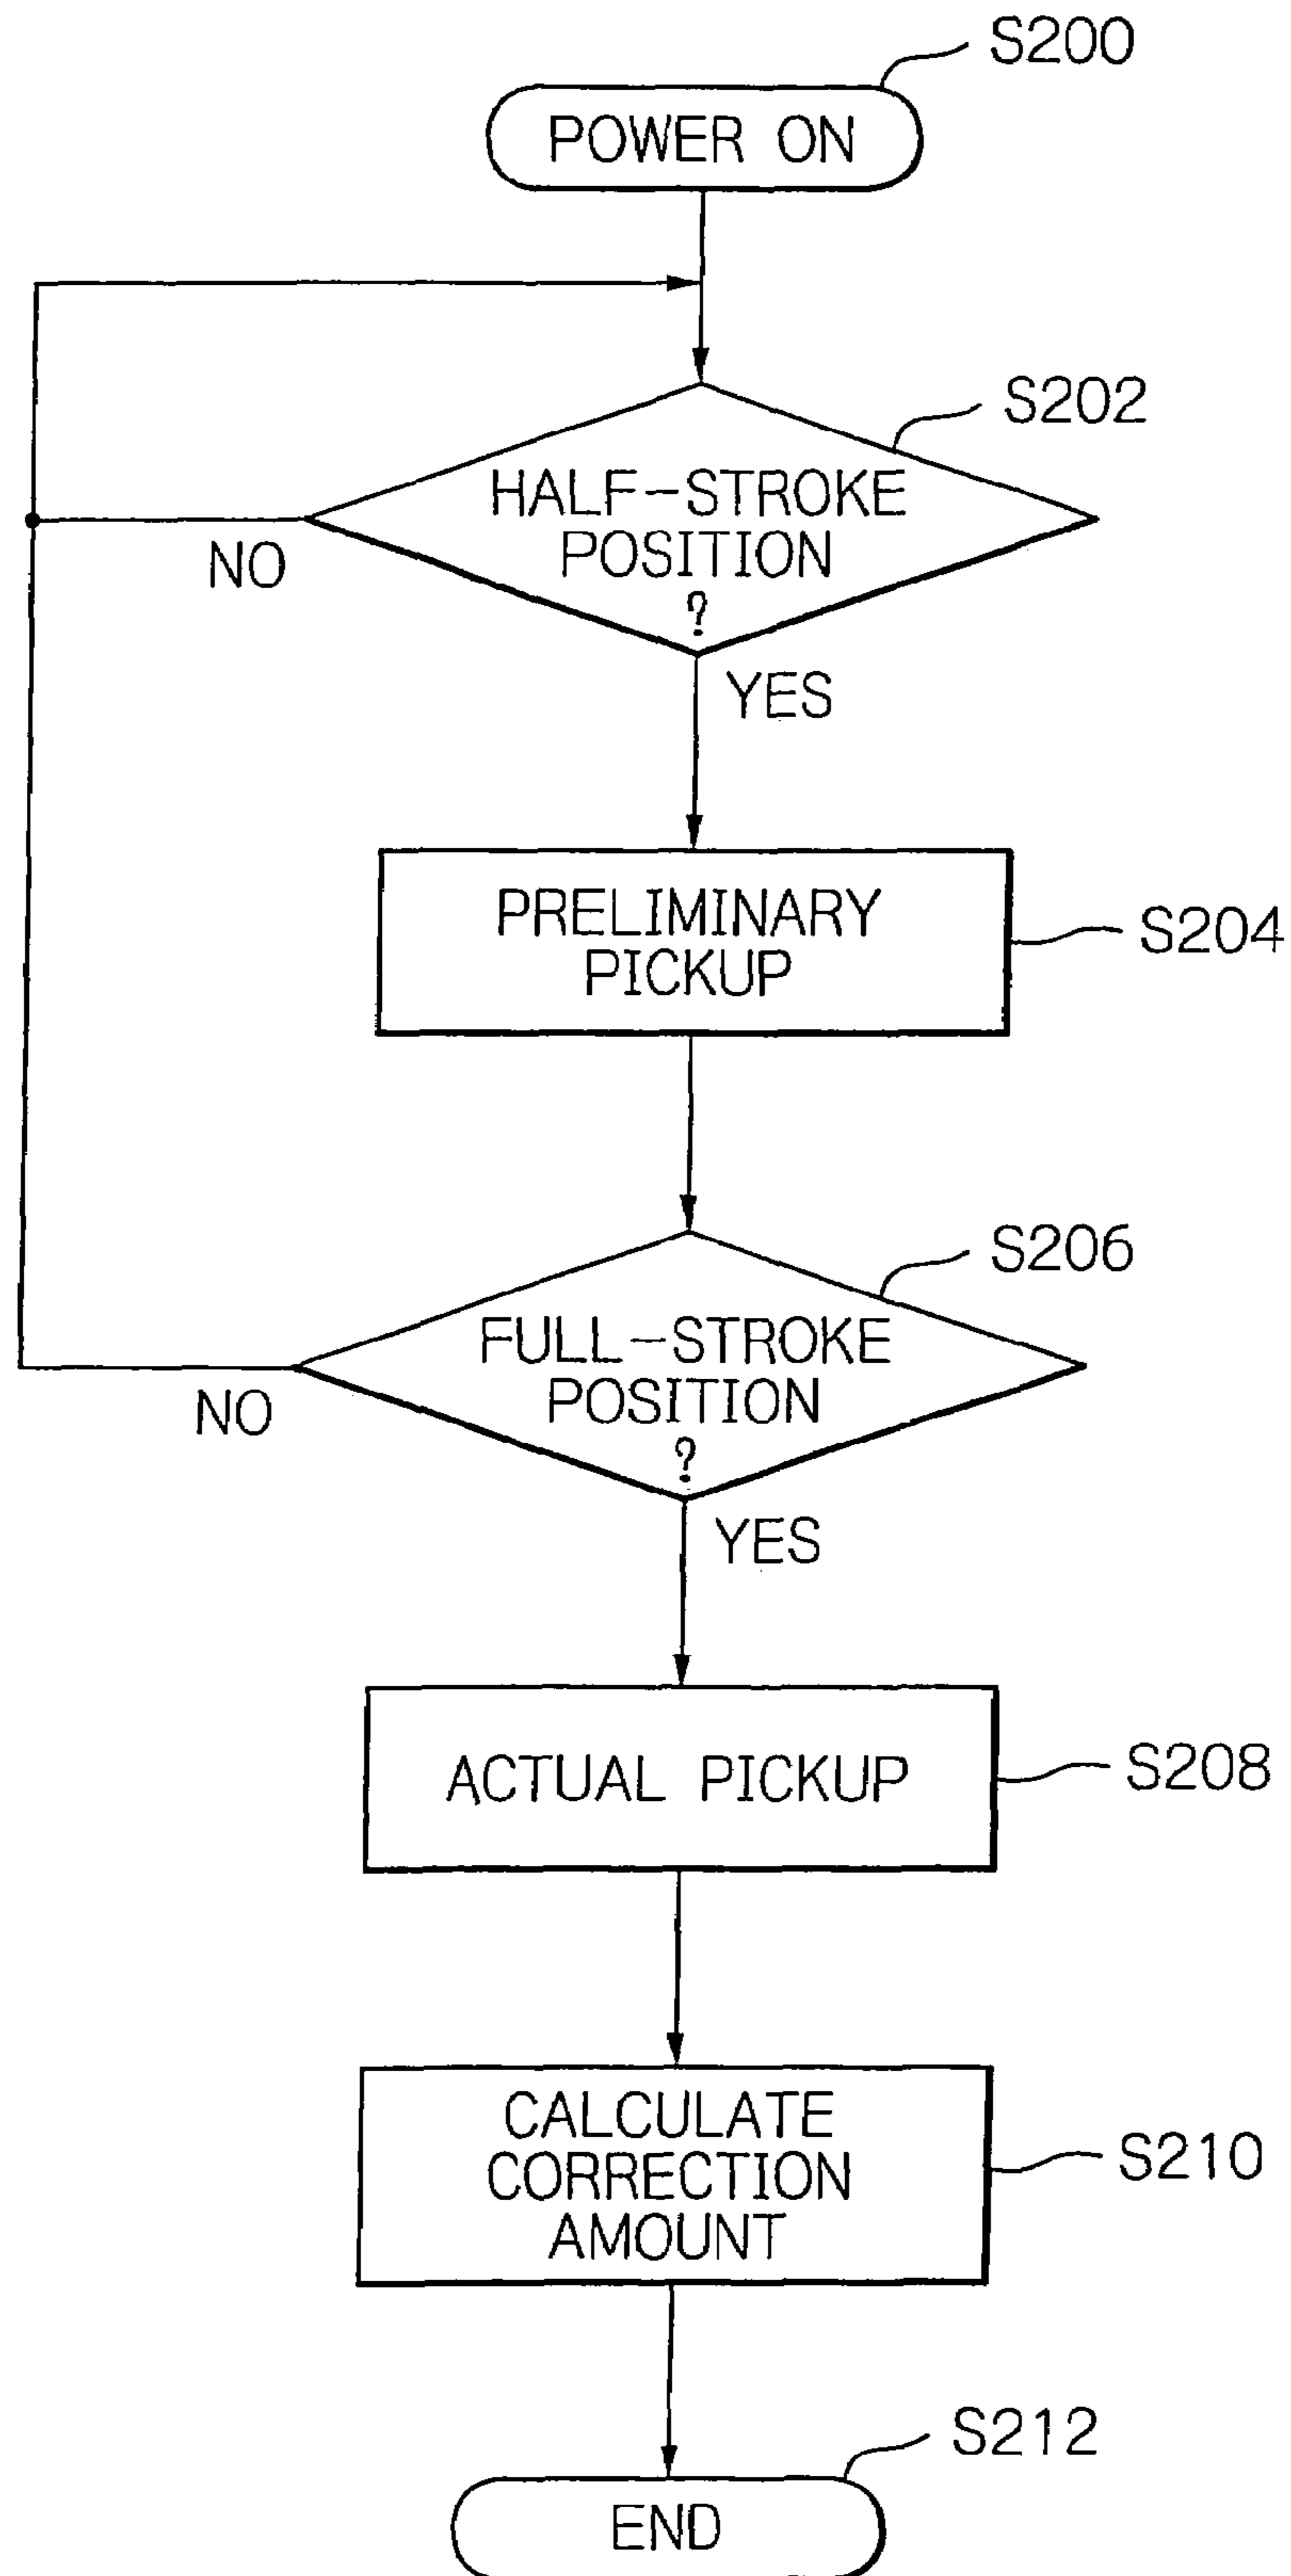 S200
POWER ON
S202
HALF-STROKE
POSITION
?
NO
YES
PRELIMINARY
PICKUP
S204
S206
FULL-STROKE
POSITION
?
NO
YES
ACTUAL PICKUP
S208
CALCULATE
CORRECTION
AMOUNT
S210
S212
END